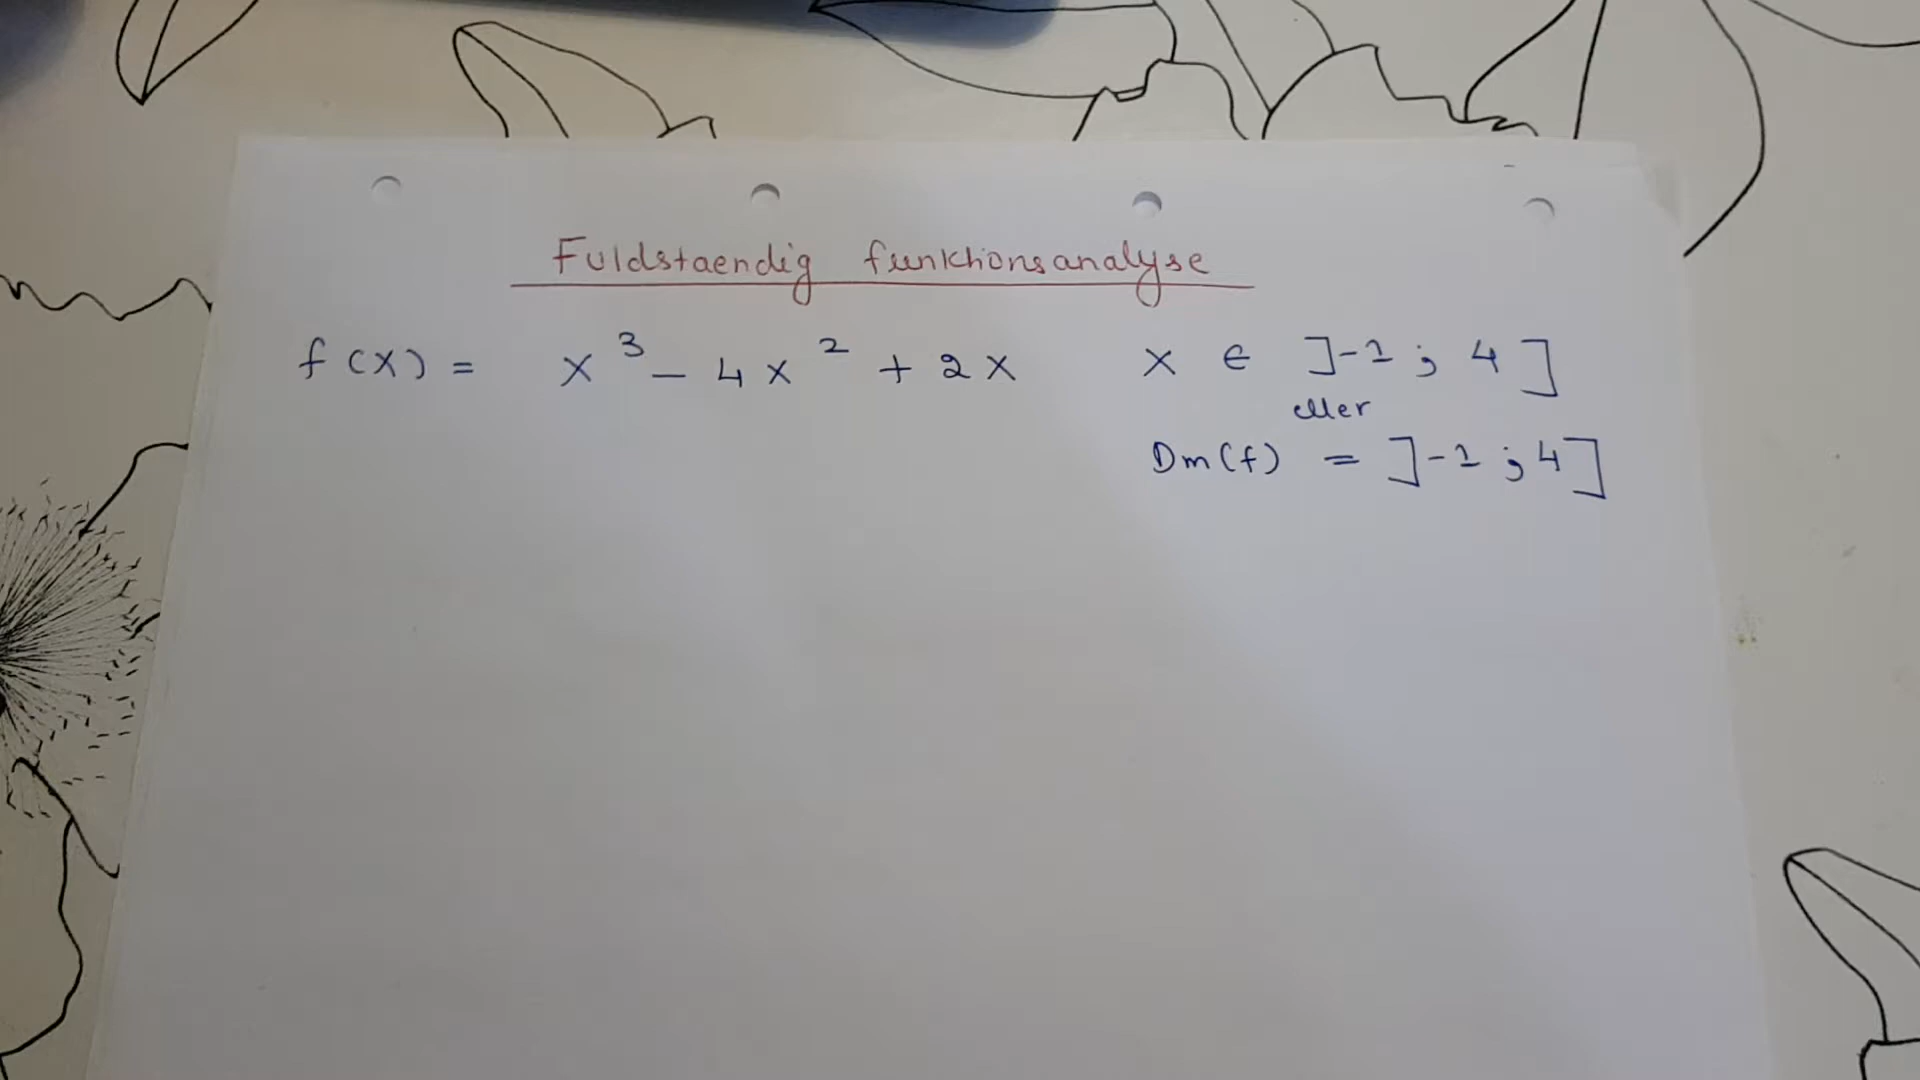 Fuldstaendig funktionsanalyse
f(x) = x³ - 4x² + 2x x ∈ ]-1 ; 4]
eller
Dm(f) = ]-1 ; 4]